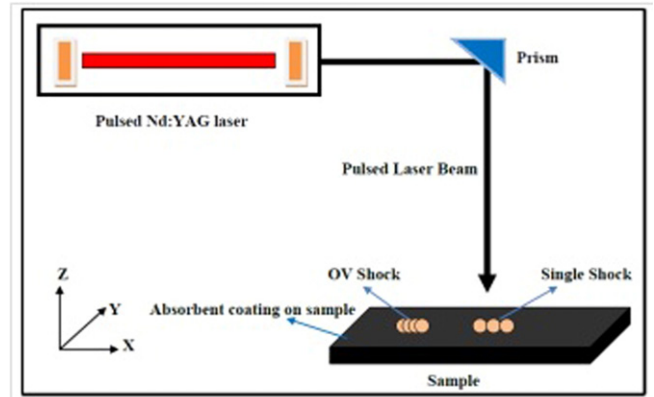 Prism
Pulsed Nd:YAG laser
Pulsed Laser Beam
Z
OV Shock
Single Shock
Y
Absorbent coating on sample
X
Sample